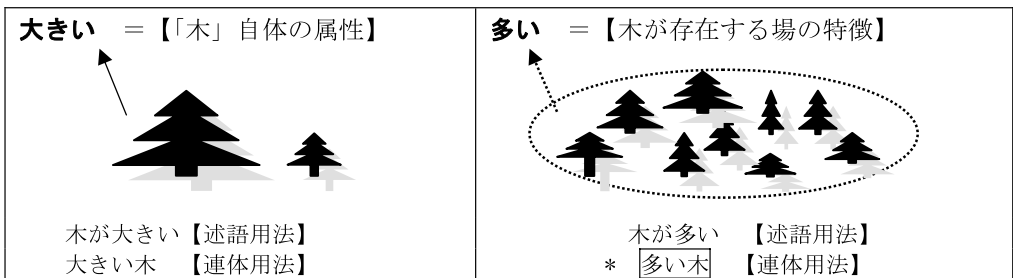 大きい ＝【「木」自体の属性】
木が大きい【述語用法】
大きい木 【連体用法】
多い ＝【木が存在する場の特徴】
木が多い 【述語用法】
* 多い木 【連体用法】